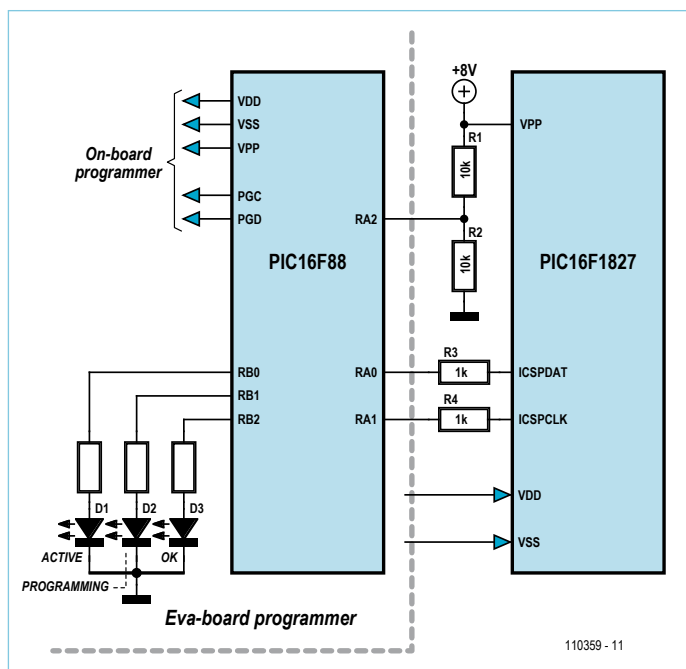 +8V
VDD
VSS
VPP
PGC
PGD
On-board
programmer
RA2
PIC16F88
R1
10k
R2
10k
VPP
PIC16F1827
RB0
RB1
RB2
RA0
RA1
R3
1k
R4
1k
ICSPDAT
ICSPCLK
VDD
VSS
D1
D2
D3
ACTIVE
OK
PROGRAMMING
Eva-board programmer
110359 - 11